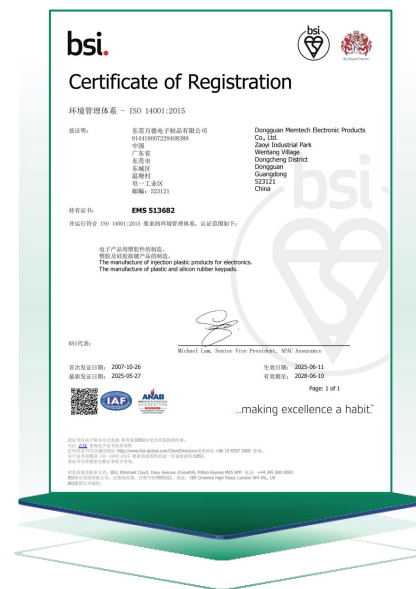 bsi.
bsi
By Royal Charter
Certificate of Registration
环境管理体系 - ISO 14001:2015
兹证明:
东莞万德电子制品有限公司
914419007229408389
中国
广东省
东莞市
东城区
温塘村
皂一工业区
邮编: 523121
Dongguan Memtech Electronic Products
Co., Ltd.
Zaoyi Industrial Park
Wentang Village
Dongcheng District
Dongguan
Guangdong
523121
China
持有证书:
EMS 513682
并运行符合 ISO 14001:2015 要求的环境管理体系,认证范围如下:
电子产品用塑胶件的制造。
塑胶及硅胶按键产品的制造。
The manufacture of injection plastic products for electronics.
The manufacture of plastic and silicon rubber keypads.
BSI代表:
Michael Lam, Senior Vice President, APAC Assurance
首次发证日期: 2007-10-26
生效日期: 2025-06-11
最新发证日期: 2025-05-27
有效期至: 2028-06-10
Page: 1 of 1
IAF
ANAB
...making excellence a habit.™